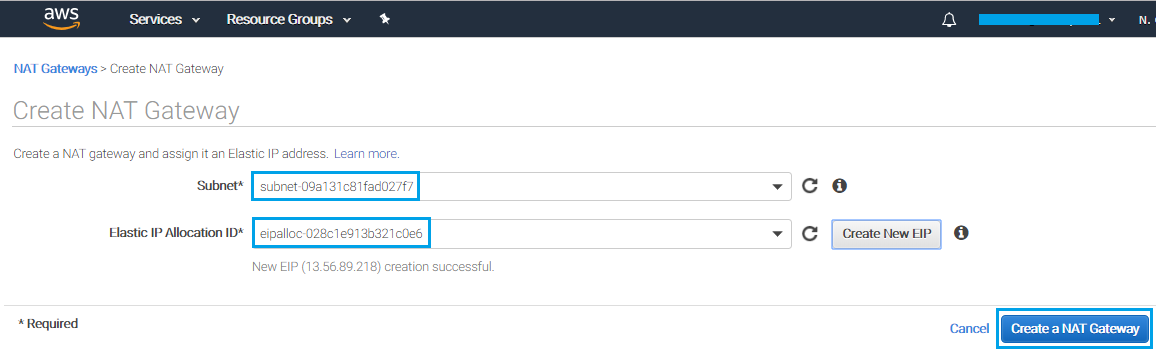 aws Services Resource Groups N.
NAT Gateways > Create NAT Gateway
Create NAT Gateway
Create a NAT gateway and assign it an Elastic IP address. Learn more.
Subnet* subnet-09a131c81fad027f7
Elastic IP Allocation ID* eipalloc-028c1e913b321c0e6 Create New EIP
New EIP (13.56.89.218) creation successful.
* Required
Cancel Create a NAT Gateway